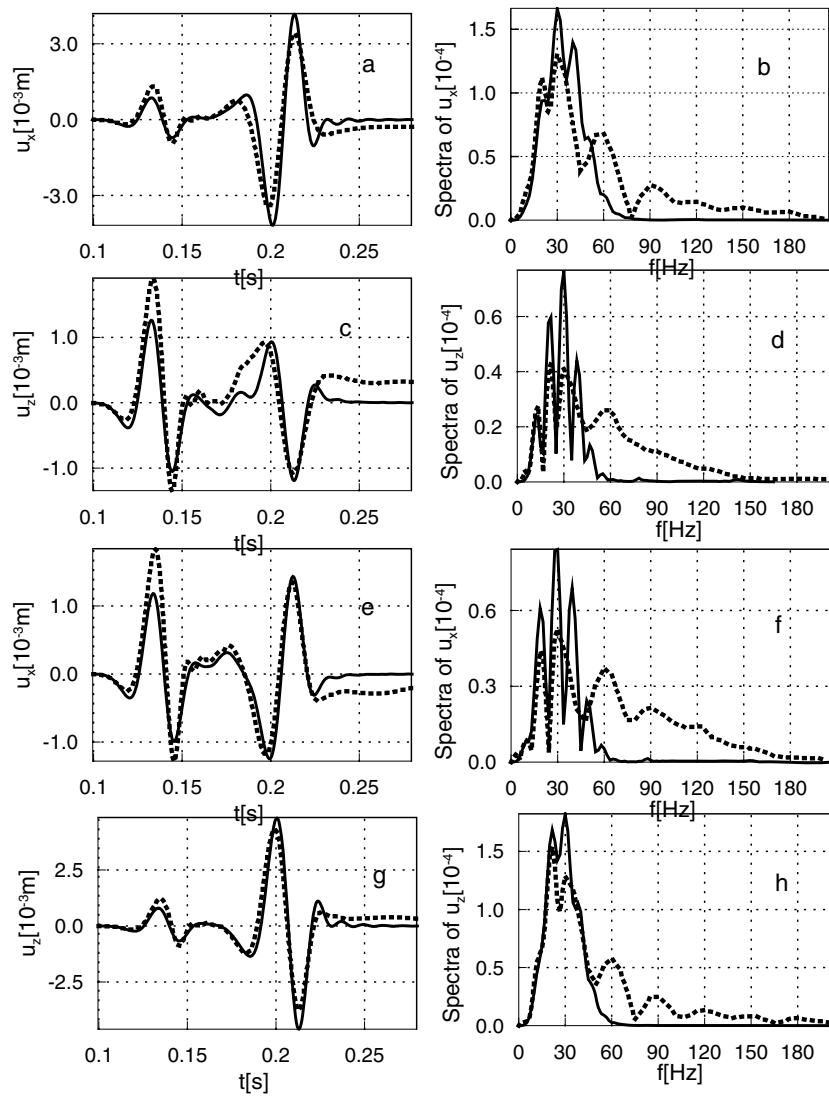 3.0
0.0
-3.0
u_x[10^-3m]
a
0.1 0.15 0.2 0.25
t[s]
1.5
1.0
0.5
0.0
Spectra of u_x[10^-4]
b
0 30 60 90 120 150 180
f[Hz]
1.0
0.0
-1.0
u_z[10^-3m]
c
0.1 0.15 0.2 0.25
t[s]
0.6
0.4
0.2
0.0
Spectra of u_z[10^-4]
d
0 30 60 90 120 150 180
f[Hz]
1.0
0.0
-1.0
u_x[10^-3m]
e
0.1 0.15 0.2 0.25
t[s]
0.6
0.3
0.0
Spectra of u_x[10^-4]
f
0 30 60 90 120 150 180
f[Hz]
2.5
0.0
-2.5
u_z[10^-3m]
g
0.1 0.15 0.2 0.25
t[s]
1.5
1.0
0.5
0.0
Spectra of u_z[10^-4]
h
0 30 60 90 120 150 180
f[Hz]